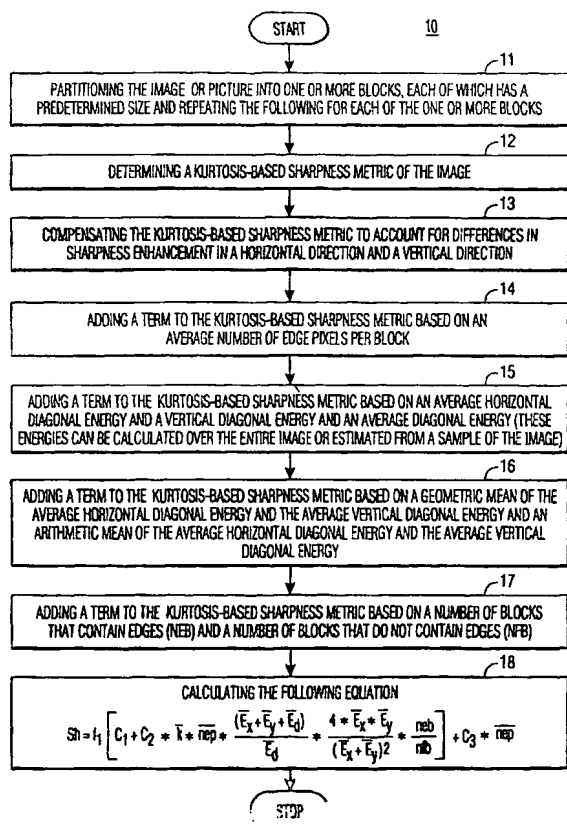 START
10
11
PARTITIONING THE IMAGE OR PICTURE INTO ONE OR MORE BLOCKS, EACH OF WHICH HAS A
PREDETERMINED SIZE AND REPEATING THE FOLLOWING FOR EACH OF THE ONE OR MORE BLOCKS
12
DETERMINING A KURTOSIS-BASED SHARPNESS METRIC OF THE IMAGE
13
COMPENSATING THE KURTOSIS-BASED SHARPNESS METRIC TO ACCOUNT FOR DIFFERENCES IN
SHARPNESS ENHANCEMENT IN A HORIZONTAL DIRECTION AND A VERTICAL DIRECTION
14
ADDING A TERM TO THE KURTOSIS-BASED SHARPNESS METRIC BASED ON AN
AVERAGE NUMBER OF EDGE PIXELS PER BLOCK
15
ADDING A TERM TO THE KURTOSIS-BASED SHARPNESS METRIC BASED ON AN AVERAGE HORIZONTAL
DIAGONAL ENERGY AND A VERTICAL DIAGONAL ENERGY AND AN AVERAGE DIAGONAL ENERGY (THESE
ENERGIES CAN BE CALCULATED OVER THE ENTIRE IMAGE OR ESTIMATED FROM A SAMPLE OF THE IMAGE)
16
ADDING A TERM TO THE KURTOSIS-BASED SHARPNESS METRIC BASED ON A GEOMETRIC MEAN OF THE
AVERAGE HORIZONTAL DIAGONAL ENERGY AND THE AVERAGE VERTICAL DIAGONAL ENERGY AND AN
ARITHMETIC MEAN OF THE AVERAGE HORIZONTAL DIAGONAL ENERGY AND THE AVERAGE VERTICAL
DIAGONAL ENERGY
17
ADDING A TERM TO THE KURTOSIS-BASED SHARPNESS METRIC BASED ON A NUMBER OF BLOCKS
THAT CONTAIN EDGES (NEB) AND A NUMBER OF BLOCKS THAT DO NOT CONTAIN EDGES (NFB)
18
CALCULATING THE FOLLOWING EQUATION
Sh = f₁ [ C₁ + C₂ * k̅ * n̅e̅p̅ * (E̅x + E̅y + E̅d) / E̅d * 4 * E̅x * E̅y / (E̅x + E̅y)² * neb / nfb ] + C₃ * n̅e̅p̅
STOP